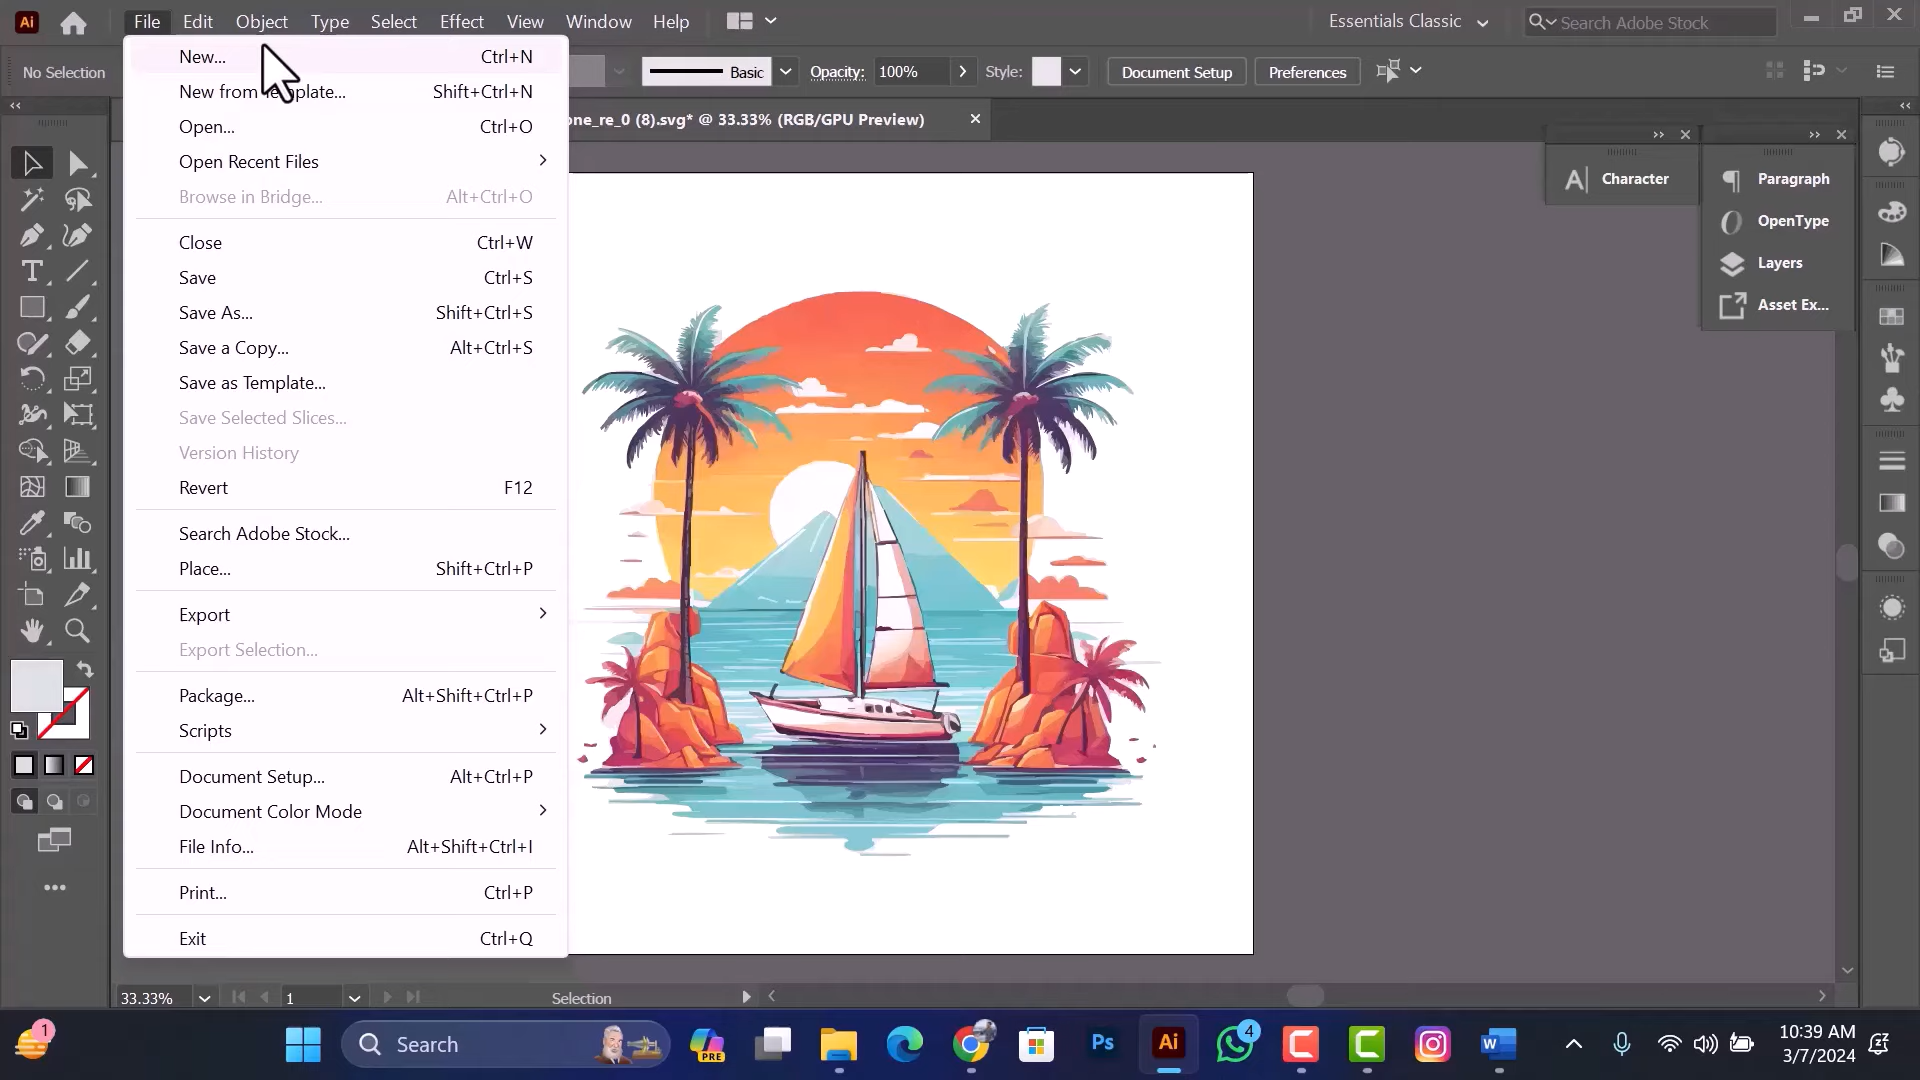 Ai File Edit Object Type Select Effect View Window Help Essentials Classic Search Adobe Stock
No Selection Basic Opacity: 100% Style: Document Setup Preferences
one_re_0 (8).svg* @ 33.33% (RGB/GPU Preview)
New... Ctrl+N
New from Template... Shift+Ctrl+N
Open... Ctrl+O
Open Recent Files
Browse in Bridge... Alt+Ctrl+O
Close Ctrl+W
Save Ctrl+S
Save As... Shift+Ctrl+S
Save a Copy... Alt+Ctrl+S
Save as Template...
Save Selected Slices...
Version History
Revert F12
Search Adobe Stock...
Place... Shift+Ctrl+P
Export
Export Selection...
Package... Alt+Shift+Ctrl+P
Scripts
Document Setup... Alt+Ctrl+P
Document Color Mode
File Info... Alt+Shift+Ctrl+I
Print... Ctrl+P
Exit Ctrl+Q
Character
Paragraph
OpenType
Layers
Asset Ex...
33.33% 1 Selection
1 Search PRE Ps Ai 4 W 10:39 AM
3/7/2024